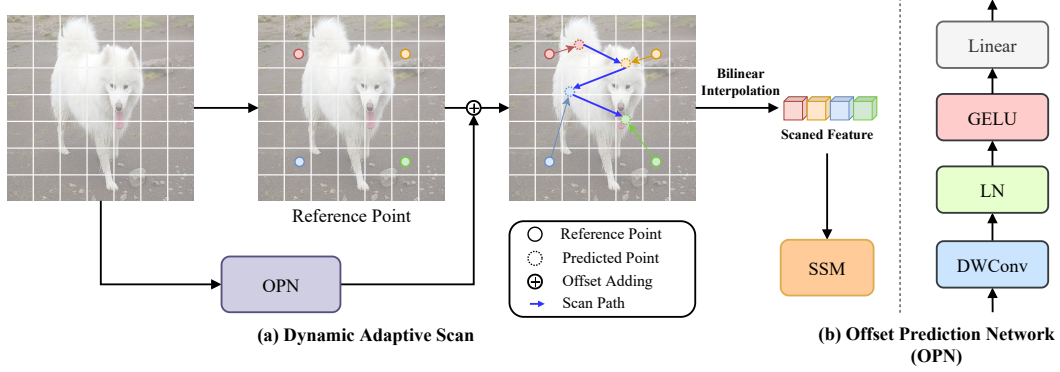 Reference Point
OPN
Reference Point
Predicted Point
Offset Adding
Scan Path
Bilinear
Interpolation
Scaned Feature
SSM
(a) Dynamic Adaptive Scan
Linear
GELU
LN
DWConv
(b) Offset Prediction Network
(OPN)